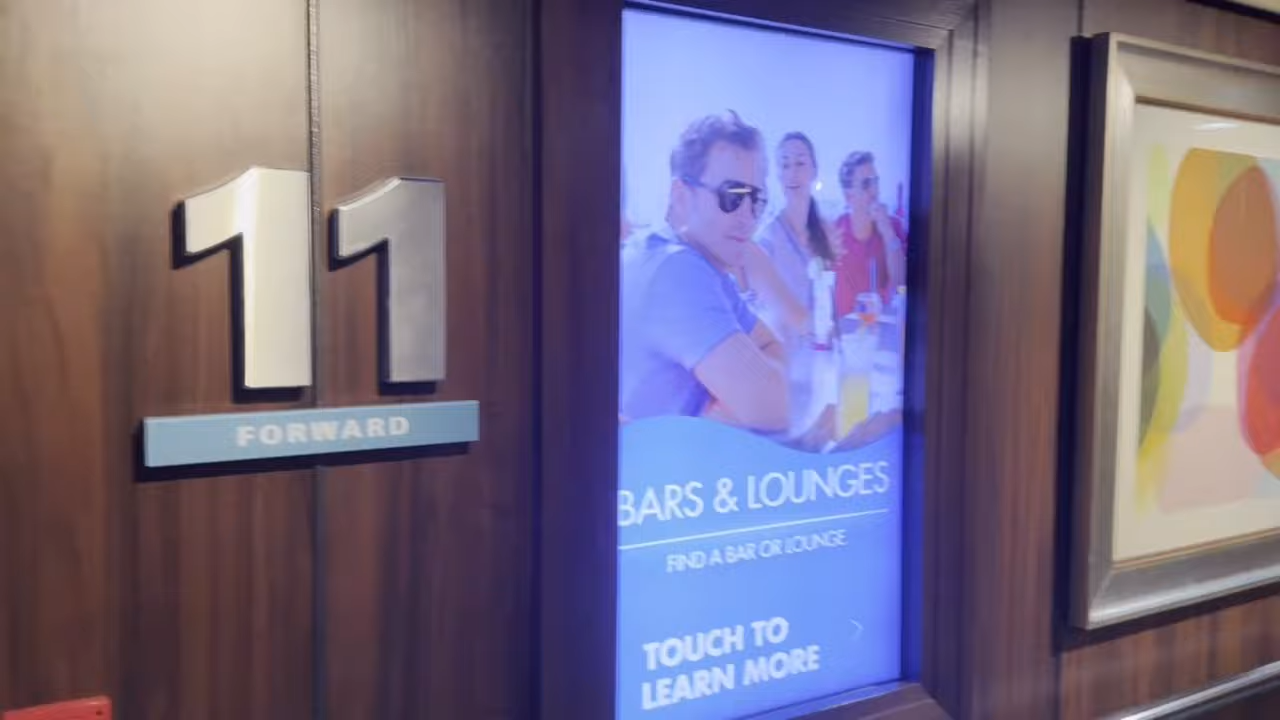 11
FORWARD
BARS & LOUNGES
FIND A BAR OR LOUNGE
TOUCH TO
LEARN MORE